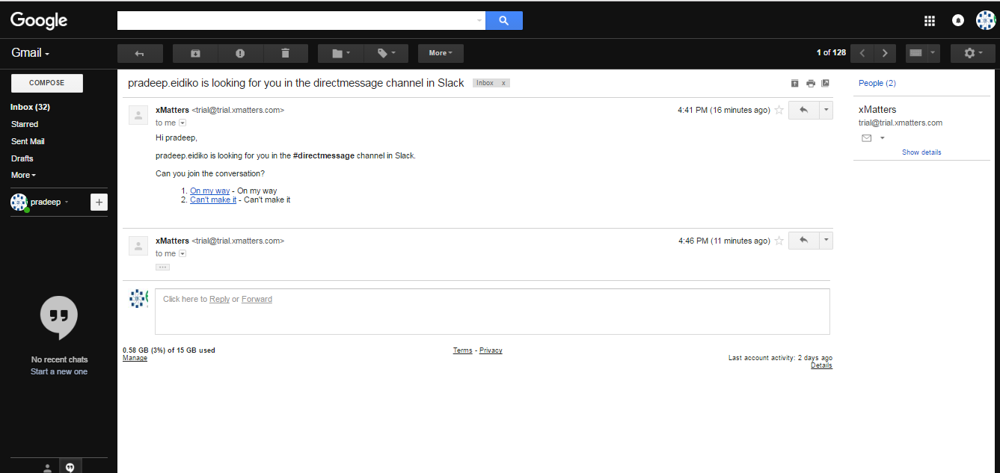 Google
Gmail
More
1 of 128
COMPOSE
Inbox (32)
Starred
Sent Mail
Drafts
More
pradeep
No recent chats
Start a new one
pradeep.eidiko is looking for you in the directmessage channel in Slack Inbox x
xMatters <trial@trial.xmatters.com> 4:41 PM (16 minutes ago)
to me
Hi pradeep,
pradeep.eidiko is looking for you in the #directmessage channel in Slack.
Can you join the conversation?
1. On my way - On my way
2. Can't make it - Can't make it
xMatters <trial@trial.xmatters.com> 4:46 PM (11 minutes ago)
to me
Click here to Reply or Forward
0.58 GB (3%) of 15 GB used
Manage
Terms - Privacy
Last account activity: 2 days ago
Details
People (2)
xMatters
trial@trial.xmatters.com
Show details